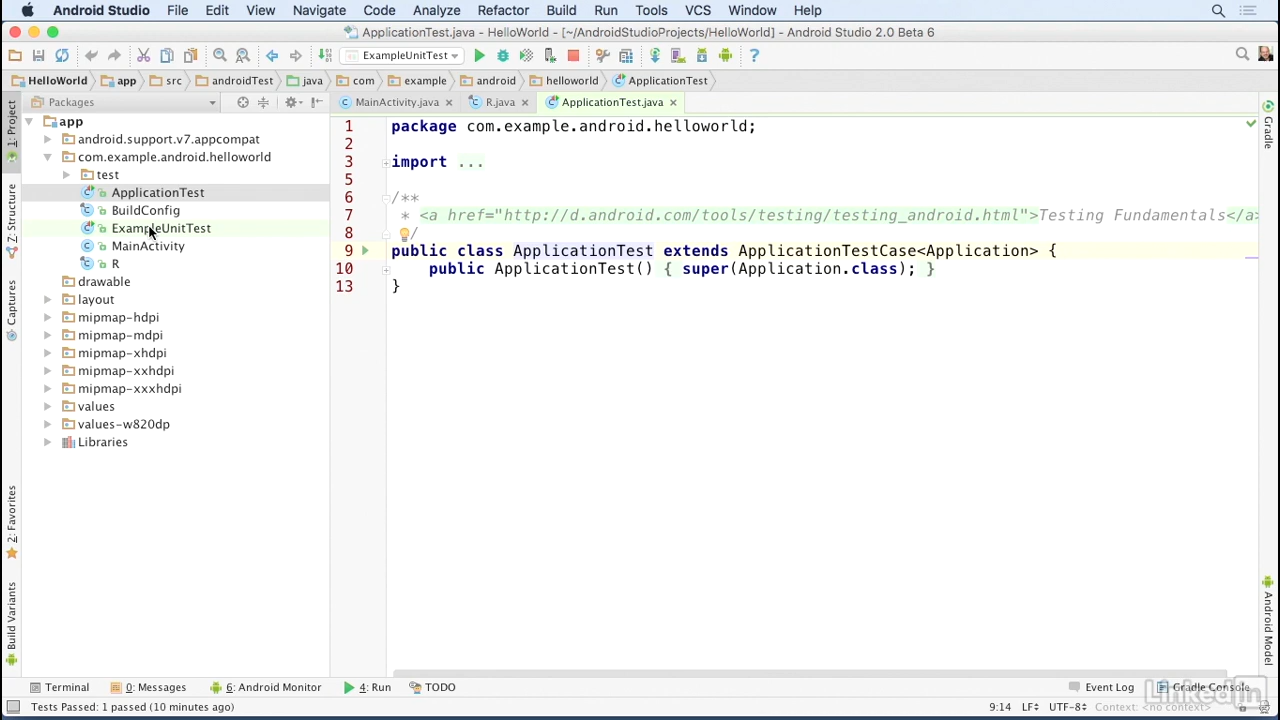 Android Studio File Edit View Navigate Code Analyze Refactor Build Run Tools VCS Window Help
ApplicationTest.java - HelloWorld - [~/AndroidStudioProjects/HelloWorld] - Android Studio 2.0 Beta 6
ExampleUnitTest
HelloWorld app src androidTest java com example android helloworld ApplicationTest
1: Project
Z: Structure
Captures
2: Favorites
Build Variants
Packages
app
android.support.v7.appcompat
com.example.android.helloworld
test
ApplicationTest
BuildConfig
ExampleUnitTest
MainActivity
R
drawable
layout
mipmap-hdpi
mipmap-mdpi
mipmap-xhdpi
mipmap-xxhdpi
mipmap-xxxhdpi
values
values-w820dp
Libraries
MainActivity.java R.java ApplicationTest.java
1 package com.example.android.helloworld;
2
3 import ...
5
6 /**
7 * <a href="http://d.android.com/tools/testing/testing_android.html">Testing Fundamentals</a>
8 */
9 public class ApplicationTest extends ApplicationTestCase<Application> {
10 public ApplicationTest() { super(Application.class); }
13 }
Gradle
Android Model
Terminal 0: Messages 6: Android Monitor 4: Run TODO Event Log Gradle Console
Tests Passed: 1 passed (10 minutes ago) 9:14 LF UTF-8 Context: <no context>
LinkedIn